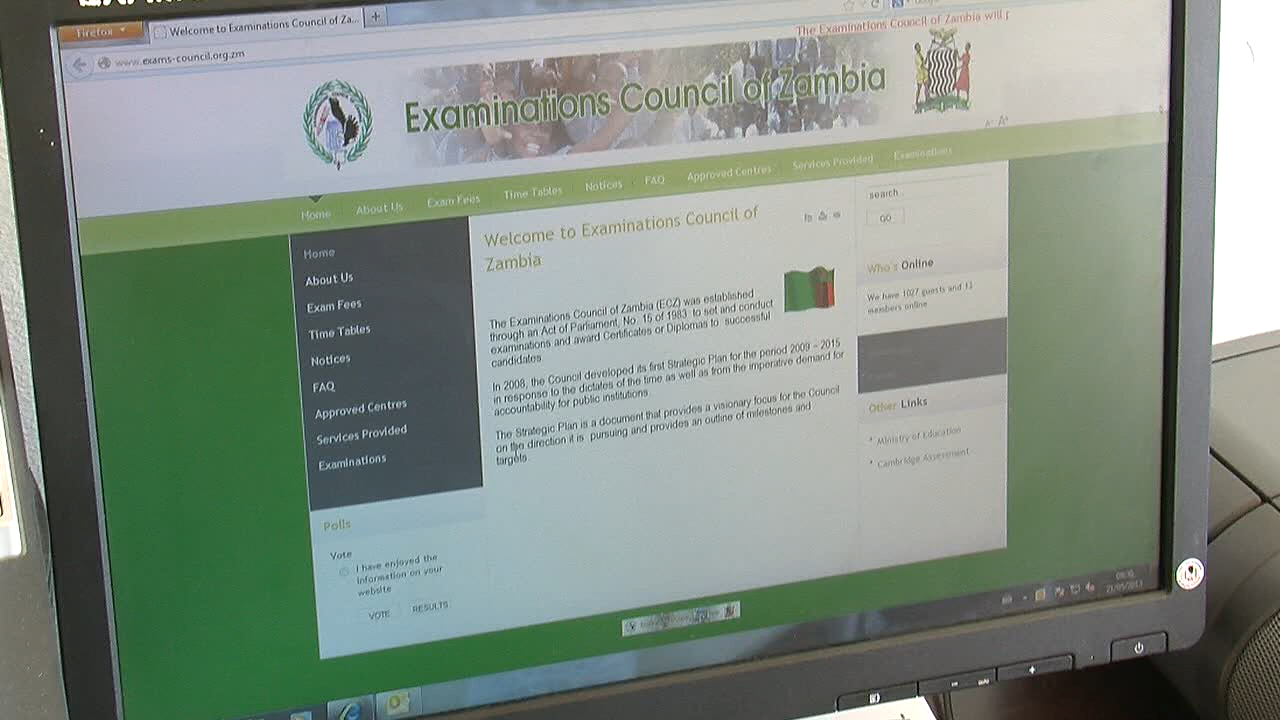 Firefox
Welcome to Examinations Council of Za...
+
www.exams-council.org.zm
The Examinations Council of Zambia will
Examinations Council of Zambia
A- A+
Home About Us Exam Fees Time Tables Notices FAQ Approved Centres Services Provided Examinations
Home
About Us
Exam Fees
Time Tables
Notices
FAQ
Approved Centres
Services Provided
Examinations
Polls
Vote
I have enjoyed the
information on your
website
VOTE RESULTS
Welcome to Examinations Council of
Zambia
The Examinations Council of Zambia (ECZ) was established
through an Act of Parliament, No. 15 of 1983 to set and conduct
examinations and award Certificates or Diplomas to successful
candidates.
In 2008, the Council developed its first Strategic Plan for the period 2009 – 2015
in response to the dictates of the time as well as from the imperative demand for
accountability for public institutions.
The Strategic Plan is a document that provides a visionary focus for the Council
on the direction it is pursuing and provides an outline of milestones and
targets.
search...
GO
Who's Online
We have 1027 guests and 13
members online
Other Links
Ministry of Education
Cambridge Assessment